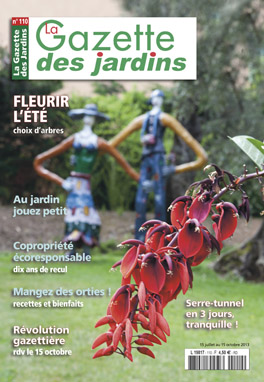 n° 110
La Gazette
des Jardins
La Gazette
des jardins
FLEURIR
L'ÉTÉ
choix d'arbres
Au jardin
jouez petit
Copropriété
écoresponsable
dix ans de recul
Mangez des orties !
recettes et bienfaits
Révolution
gazettière
rdv le 15 octobre
Serre-tunnel
en 3 jours,
tranquille !
15 juillet au 15 octobre 2013